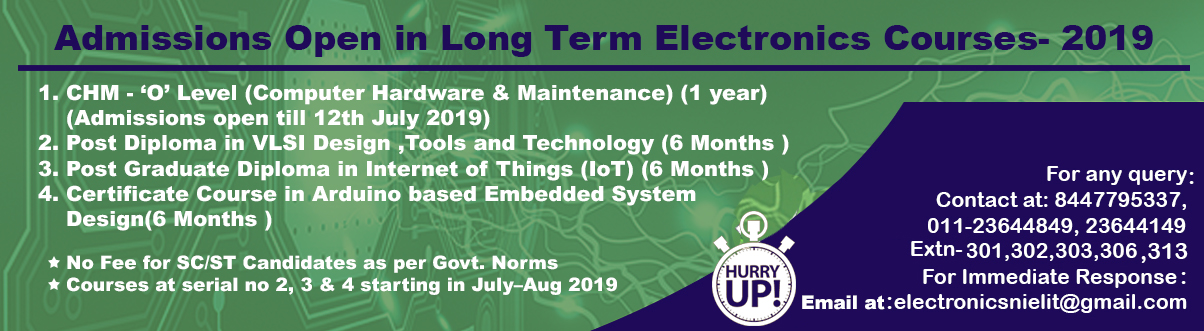 Admissions Open in Long Term Electronics Courses- 2019
1. CHM - ‘O’ Level (Computer Hardware & Maintenance) (1 year)
(Admissions open till 12th July 2019)
2. Post Diploma in VLSI Design ,Tools and Technology (6 Months )
3. Post Graduate Diploma in Internet of Things (IoT) (6 Months )
4. Certificate Course in Arduino based Embedded System
Design(6 Months )
★ No Fee for SC/ST Candidates as per Govt. Norms
★ Courses at serial no 2, 3 & 4 starting in July–Aug 2019
HURRY
UP!
For any query:
Contact at: 8447795337,
011-23644849, 23644149
Extn-301,302,303,306 ,313
For Immediate Response:
Email at:electronicsnielit@gmail.com